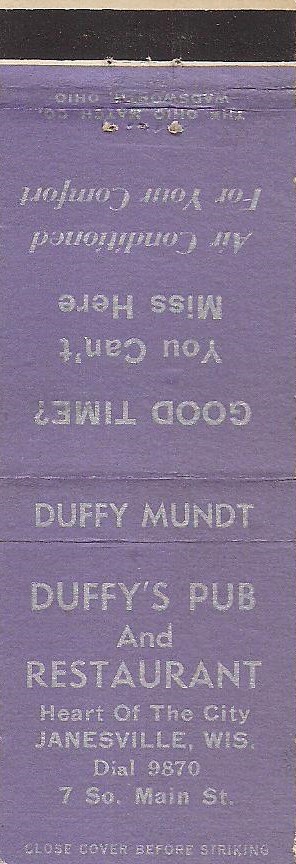 DUFFY'S PUB
And
RESTAURANT
Heart Of The City
JANESVILLE, WIS.
Dial 9870
7 So. Main St.
CLOSE COVER BEFORE STRIKING
DUFFY MUNDT
GOOD TIME?
You Can't
Miss Here
Air Conditioned
For Your Comfort
THE OHIO MATCH CO.
WADSWORTH, OHIO